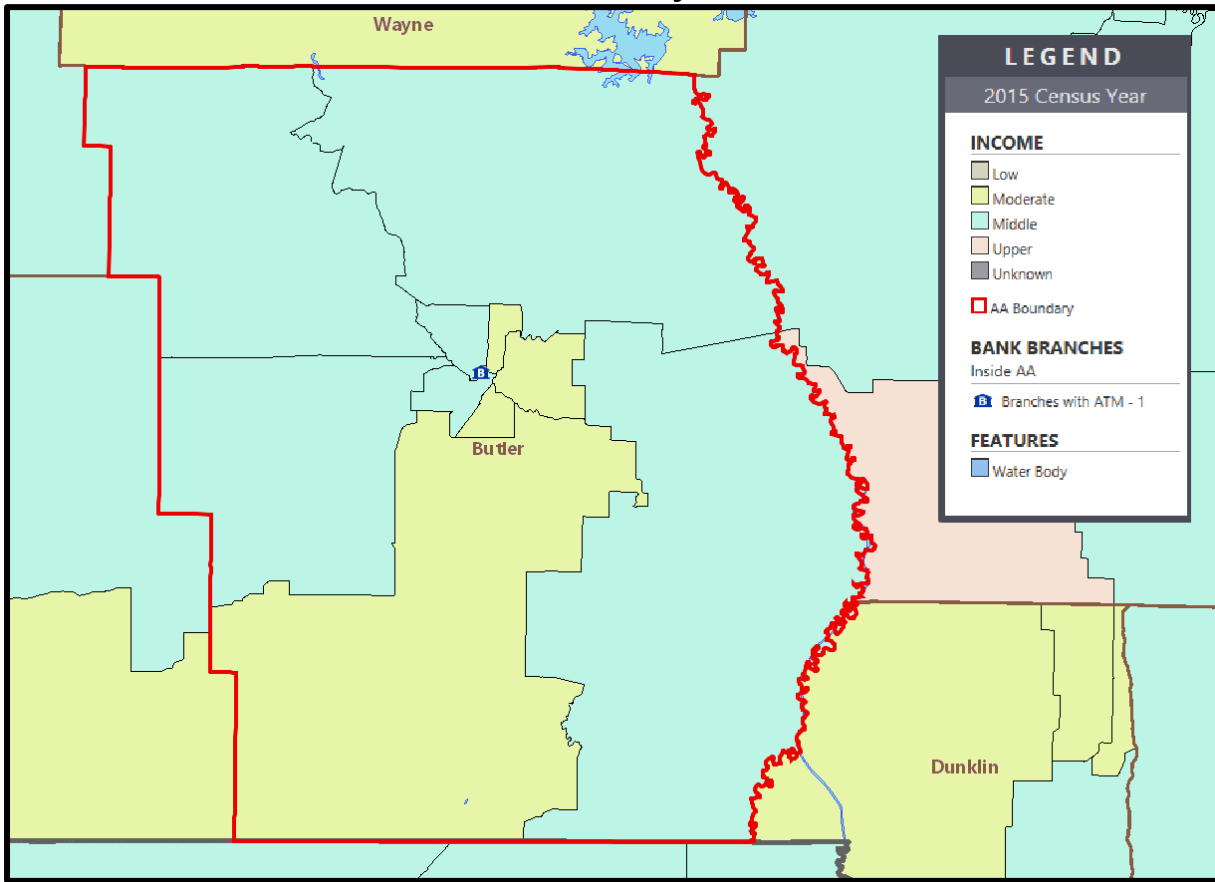 Wayne
LEGEND
2015 Census Year
INCOME
Low
Moderate
Middle
Upper
Unknown
AA Boundary
BANK BRANCHES
Inside AA
B
B Branches with ATM - 1
FEATURES
Water Body
Butler
Dunklin